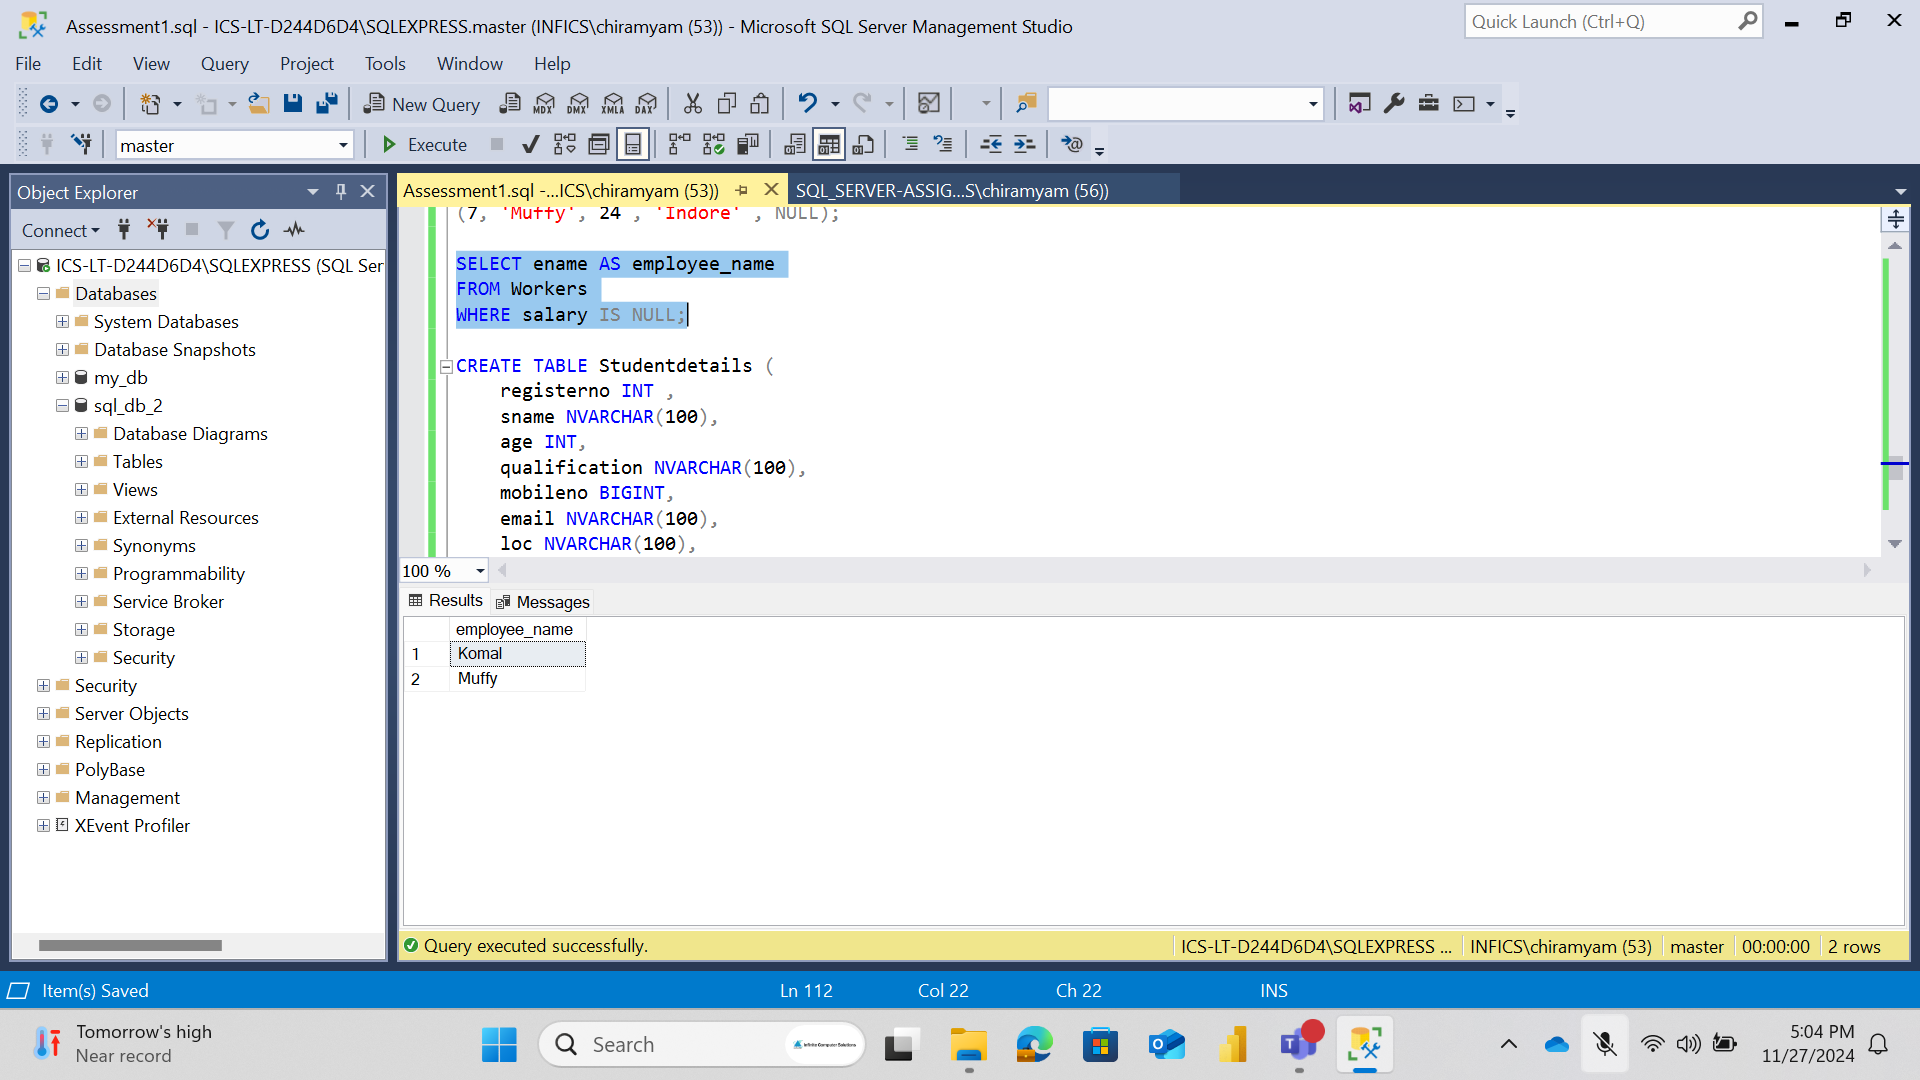 Assessment1.sql - ICS-LT-D244D6D4\SQLEXPRESS.master (INFICS\chiramyam (53)) - Microsoft SQL Server Management Studio
Quick Launch (Ctrl+Q)
File Edit View Query Project Tools Window Help
New Query MDX DMX XMLA DAX
master Execute
Object Explorer
Assessment1.sql -...ICS\chiramyam (53))
SQL_SERVER-ASSIG...S\chiramyam (56))
Connect
ICS-LT-D244D6D4\SQLEXPRESS (SQL Ser
Databases
System Databases
Database Snapshots
my_db
sql_db_2
Database Diagrams
Tables
Views
External Resources
Synonyms
Programmability
Service Broker
Storage
Security
Security
Server Objects
Replication
PolyBase
Management
XEvent Profiler
(7, 'Muffy', 24 , 'Indore' , NULL);
SELECT ename AS employee_name
FROM Workers
WHERE salary IS NULL;
CREATE TABLE Studentdetails (
registerno INT ,
sname NVARCHAR(100),
age INT,
qualification NVARCHAR(100),
mobileno BIGINT,
email NVARCHAR(100),
loc NVARCHAR(100),
100 %
Results Messages
employee_name
1 Komal
2 Muffy
Query executed successfully.
ICS-LT-D244D6D4\SQLEXPRESS ... INFICS\chiramyam (53) master 00:00:00 2 rows
Item(s) Saved Ln 112 Col 22 Ch 22 INS
Tomorrow's high
Near record
Search
Infinite Computer Solutions
5:04 PM
11/27/2024